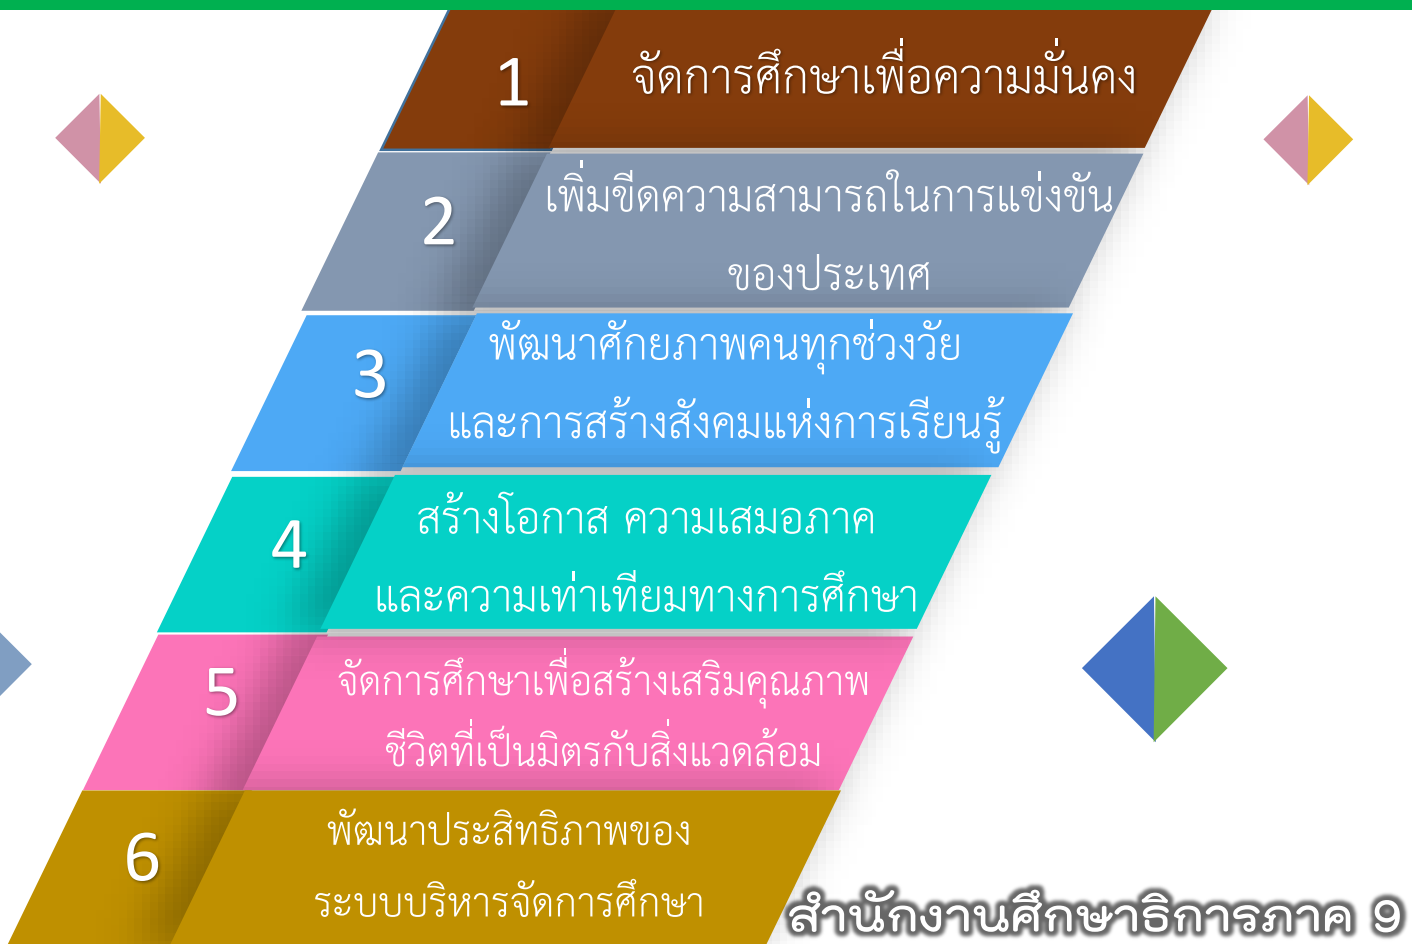 1
จัดการศึกษาเพื่อความมั่นคง
2
เพิ่มขีดความสามารถในการแข่งขัน
ของประเทศ
3
พัฒนาศักยภาพคนทุกช่วงวัย
และการสร้างสังคมแห่งการเรียนรู้
4
สร้างโอกาส ความเสมอภาค
และความเท่าเทียมทางการศึกษา
5
จัดการศึกษาเพื่อสร้างเสริมคุณภาพ
ชีวิตที่เป็นมิตรกับสิ่งแวดล้อม
6
พัฒนาประสิทธิภาพของ
ระบบบริหารจัดการศึกษา
สำนักงานศึกษาธิการภาค 9